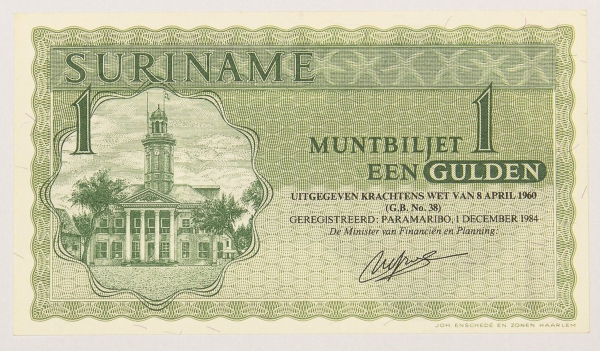 SURINAME
1
1
MUNTBILJET
EEN GULDEN
UITGEGEVEN KRACHTENS WET VAN 8 APRIL 1960
(G.B. No. 38)
GEREGISTREERD: PARAMARIBO, 1 DECEMBER 1984
De Minister van Financiën en Planning:
JOH. ENSCHEDÉ EN ZONEN HAARLEM